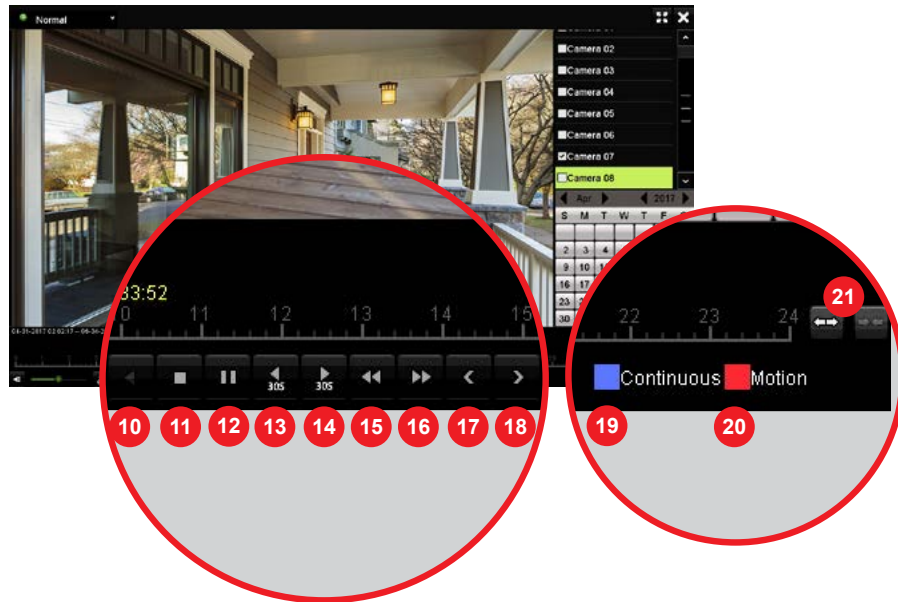 Normal
Camera 02
Camera 03
Camera 04
Camera 05
Camera 06
Camera 07
Camera 08
Apr 2017
S M T W T F
2 3 4
9 10
16 17
23
30
33:52
11 12 13 14 15
30S 30S
10 11 12 13 14 15 16 17 18
21
22 23 24
Continuous Motion
19 20